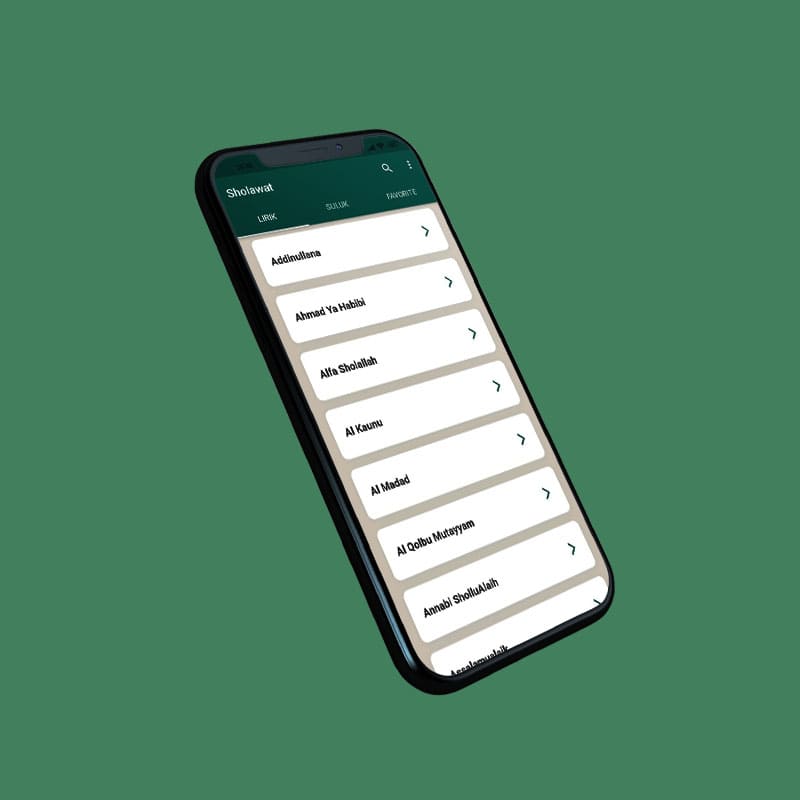 Sholawat
LIRIK SULUK FAVORITE
Addinullana
Ahmad Ya Habibi
Alfa Sholallah
Al Kaunu
Al Madad
Al Qolbu Mutayyam
Annabi SholluAlaih
Assalamualaik